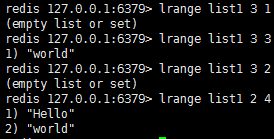 redis 127.0.0.1:6379> lrange list1 3 1
(empty list or set)
redis 127.0.0.1:6379> lrange list1 3 3
1) "world"
redis 127.0.0.1:6379> lrange list1 3 2
(empty list or set)
redis 127.0.0.1:6379> lrange list1 2 4
1) "Hello"
2) "world"